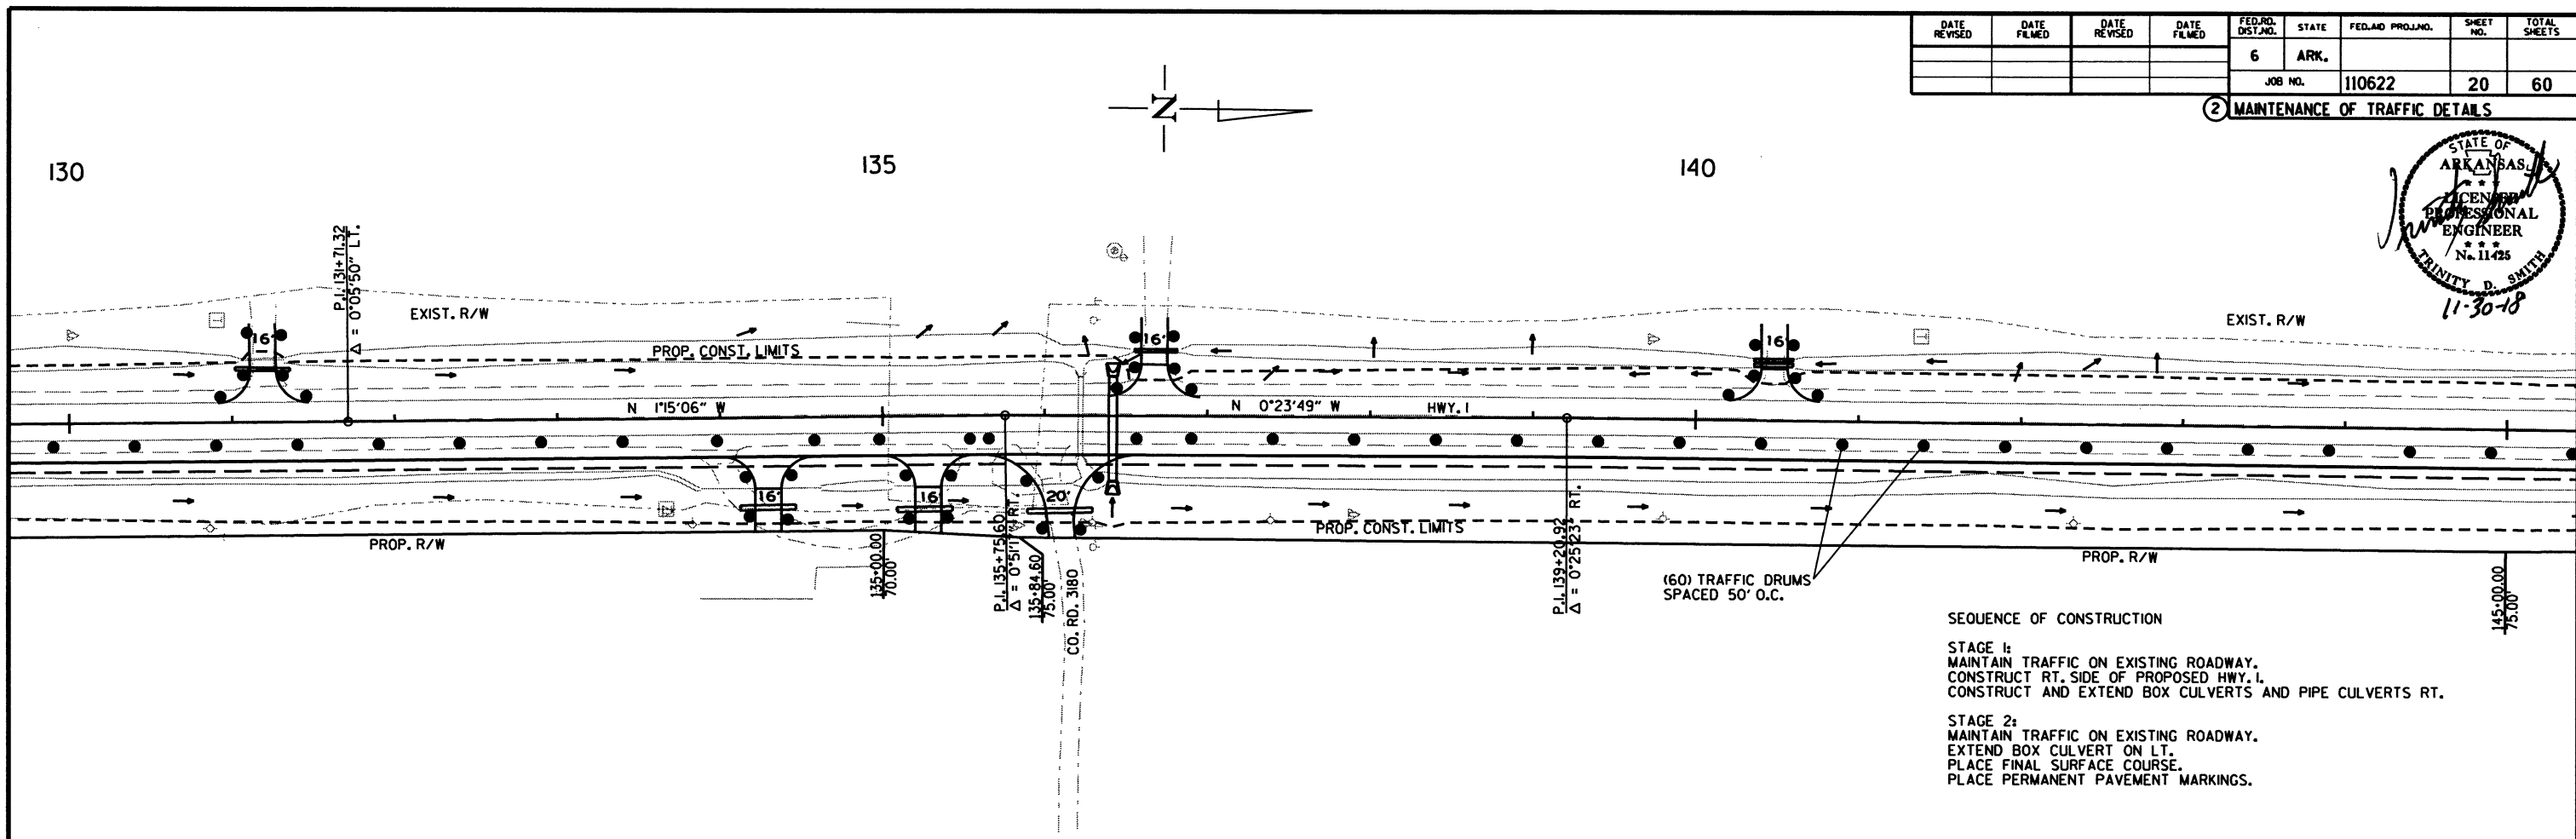 DATE REVISED
DATE FILMED
DATE REVISED
DATE FILMED
FED.RD. DIST.NO.
STATE
FED.AID PROJ.NO.
SHEET NO.
TOTAL SHEETS
6
ARK.
JOB NO.
110622
20
60
2
MAINTENANCE OF TRAFFIC DETAILS
N
130
135
140
STATE OF
ARKANSAS
* * *
LICENSED
PROFESSIONAL
ENGINEER
* * *
No. 11425
TRINITY D. SMITH
11-30-18
P.I. 131+71.32
Δ = 0°05'50" LT.
EXIST. R/W
EXIST. R/W
16'
PROP. CONST. LIMITS
16'
16'
N 1°15'06" W
N 0°23'49" W
HWY. 1
16'
16'
20'
PROP. R/W
PROP. CONST. LIMITS
PROP. R/W
135+00.00
70.00'
P.I. 135+75.60
Δ = 0°51'17" RT.
135+84.60
75.00'
CO. RD. 3180
P.I. 139+20.92
Δ = 0°25'23" RT.
(60) TRAFFIC DRUMS
SPACED 50' O.C.
145+00.00
75.00'
SEQUENCE OF CONSTRUCTION
STAGE 1:
MAINTAIN TRAFFIC ON EXISTING ROADWAY.
CONSTRUCT RT. SIDE OF PROPOSED HWY. 1.
CONSTRUCT AND EXTEND BOX CULVERTS AND PIPE CULVERTS RT.
STAGE 2:
MAINTAIN TRAFFIC ON EXISTING ROADWAY.
EXTEND BOX CULVERT ON LT.
PLACE FINAL SURFACE COURSE.
PLACE PERMANENT PAVEMENT MARKINGS.